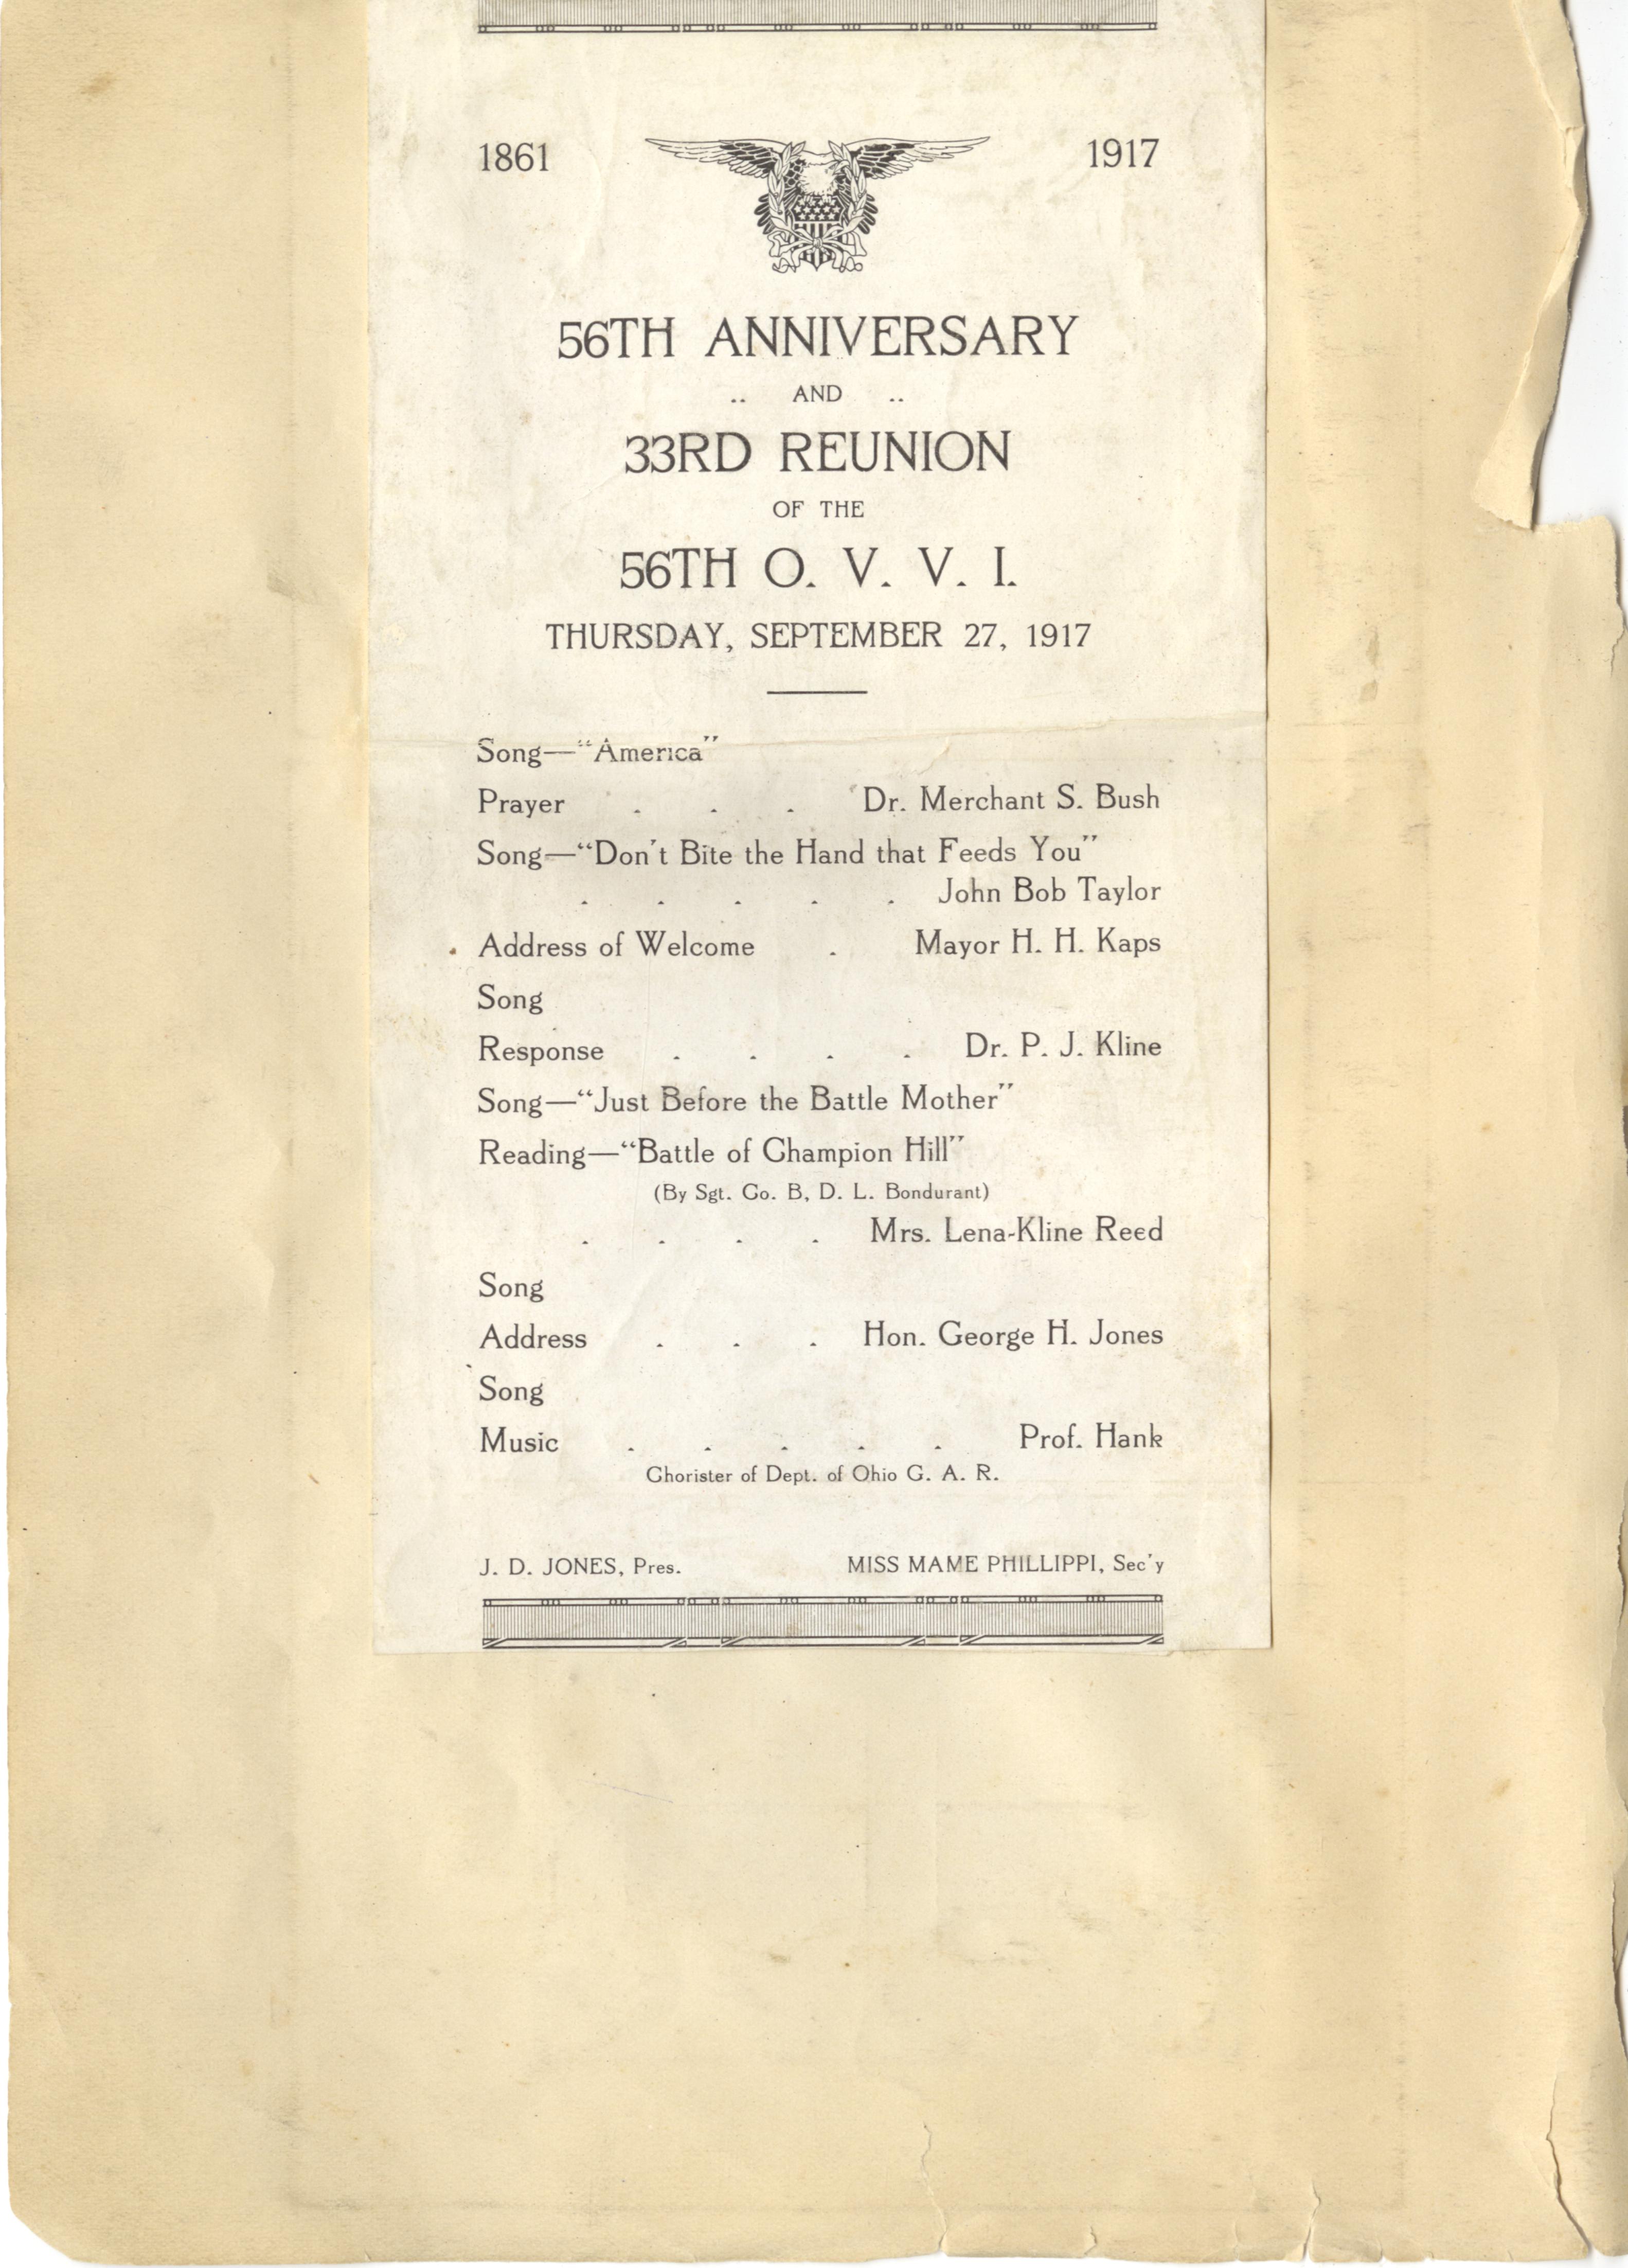 1861 1917
56TH ANNIVERSARY
.. AND ..
33RD REUNION
OF THE
56TH O. V. V. I.
THURSDAY, SEPTEMBER 27, 1917
Song—“America”
Prayer . . . Dr. Merchant S. Bush
Song—“Don't Bite the Hand that Feeds You”
. . . . . John Bob Taylor
Address of Welcome . Mayor H. H. Kaps
Song
Response . . . . Dr. P. J. Kline
Song—“Just Before the Battle Mother”
Reading—“Battle of Champion Hill”
(By Sgt. Co. B, D. L. Bondurant)
. . . . Mrs. Lena-Kline Reed
Song
Address . . . Hon. George H. Jones
Song
Music . . . . . Prof. Hank
Chorister of Dept. of Ohio G. A. R.
J. D. JONES, Pres. MISS MAME PHILLIPPI, Sec'y